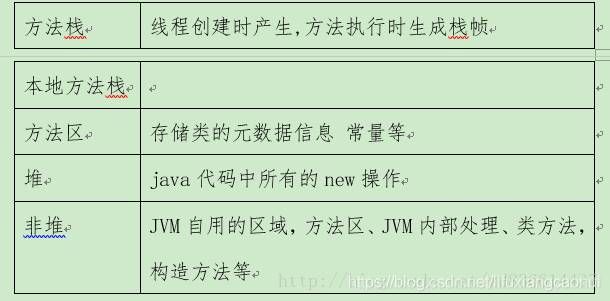 方法栈 线程创建时产生,方法执行时生成栈帧
本地方法栈
方法区 存储类的元数据信息 常量等
堆 java 代码中所有的 new 操作
非堆 JVM 自用的区域，方法区、JVM 内部处理、类方法，
构造方法等
https://blog.csdn.net/lifuxiangcaohui